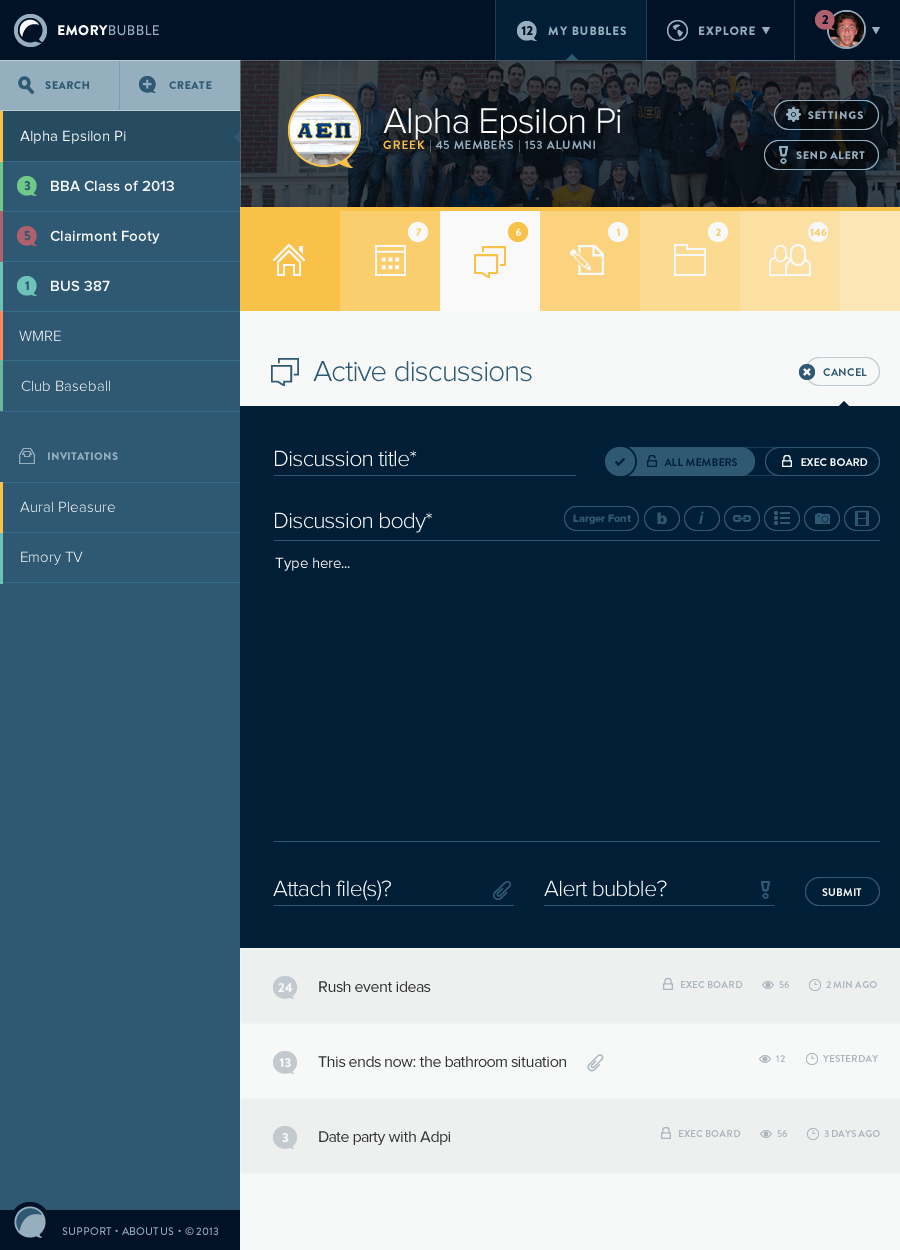 EMORYBUBBLE
12 MY BUBBLES
EXPLORE
2
SEARCH
CREATE
Alpha Epsilon Pi
3 BBA Class of 2013
5 Clairmont Footy
1 BUS 387
WMRE
Club Baseball
INVITATIONS
Aural Pleasure
Emory TV
SUPPORT • ABOUT US • © 2013
ΑΕΠ
Alpha Epsilon Pi
GREEK | 45 MEMBERS | 153 ALUMNI
SETTINGS
SEND ALERT
7
6
1
2
146
Active discussions
CANCEL
Discussion title*
ALL MEMBERS
EXEC BOARD
Discussion body*
Larger Font
b
i
Type here...
Attach file(s)?
Alert bubble?
SUBMIT
24 Rush event ideas EXEC BOARD 56 2 MIN AGO
13 This ends now: the bathroom situation 12 YESTERDAY
3 Date party with Adpi EXEC BOARD 56 3 DAYS AGO